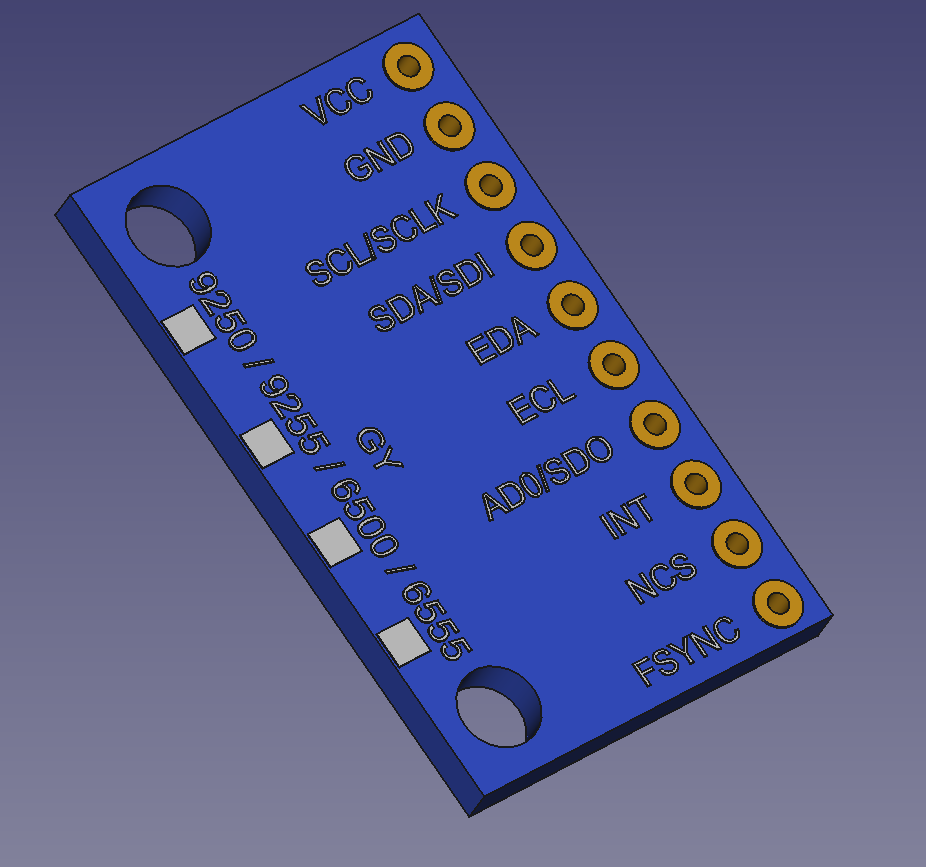 VCC
GND
SCL/SCLK
SDA/SDI
EDA
ECL
AD0/SDO
INT
NCS
FSYNC
GY
9250 / 9255 / 6500 / 6555